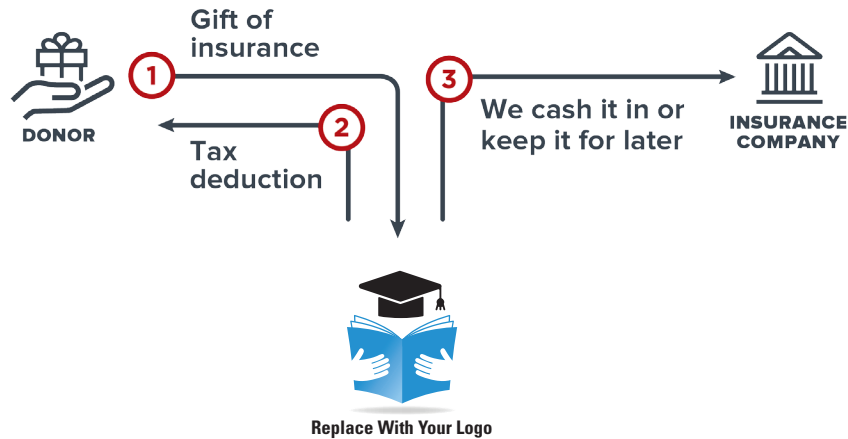 Gift of
insurance
1
DONOR
2
Tax
deduction
3
We cash it in or
keep it for later
INSURANCE
COMPANY
Replace With Your Logo